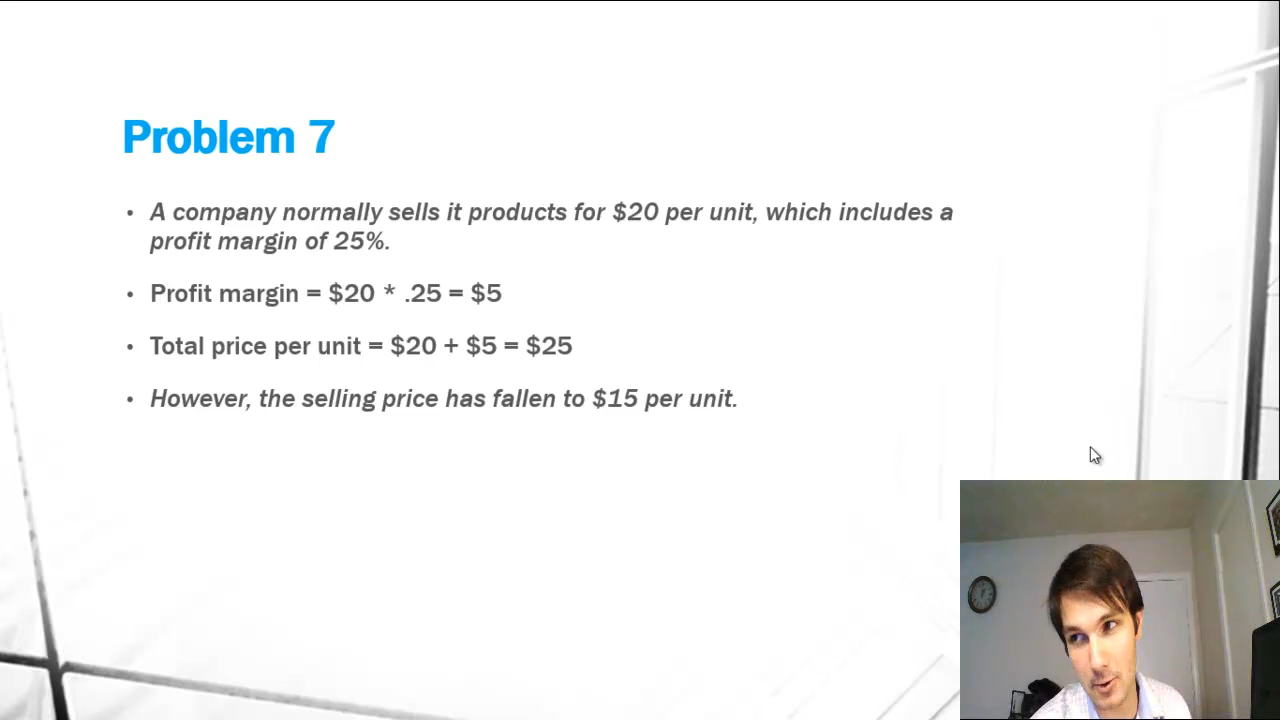 Problem 7
• A company normally sells it products for $20 per unit, which includes a
profit margin of 25%.
• Profit margin = $20 * .25 = $5
• Total price per unit = $20 + $5 = $25
• However, the selling price has fallen to $15 per unit.